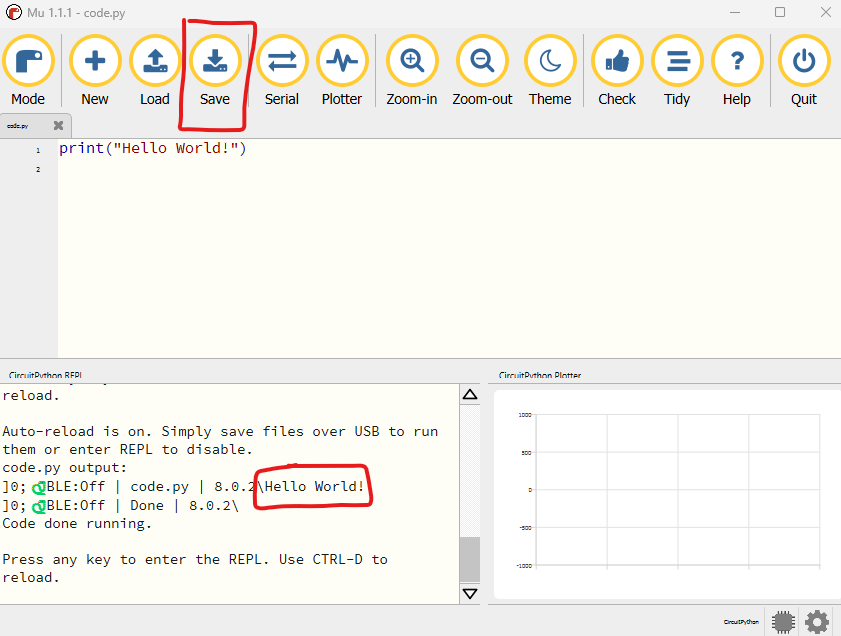 Mu 1.1.1 - code.py
Mode New Load Save Serial Plotter Zoom-in Zoom-out Theme Check Tidy Help Quit
code.py
1 print("Hello World!")
2
CircuitPython REPL
reload.
Auto-reload is on. Simply save files over USB to run
them or enter REPL to disable.
code.py output:
]0;BLE:Off | code.py | 8.0.2\Hello World!
]0;BLE:Off | Done | 8.0.2\
Code done running.
Press any key to enter the REPL. Use CTRL-D to
reload.
CircuitPython Plotter
1000
500
0
-500
-1000
CircuitPython